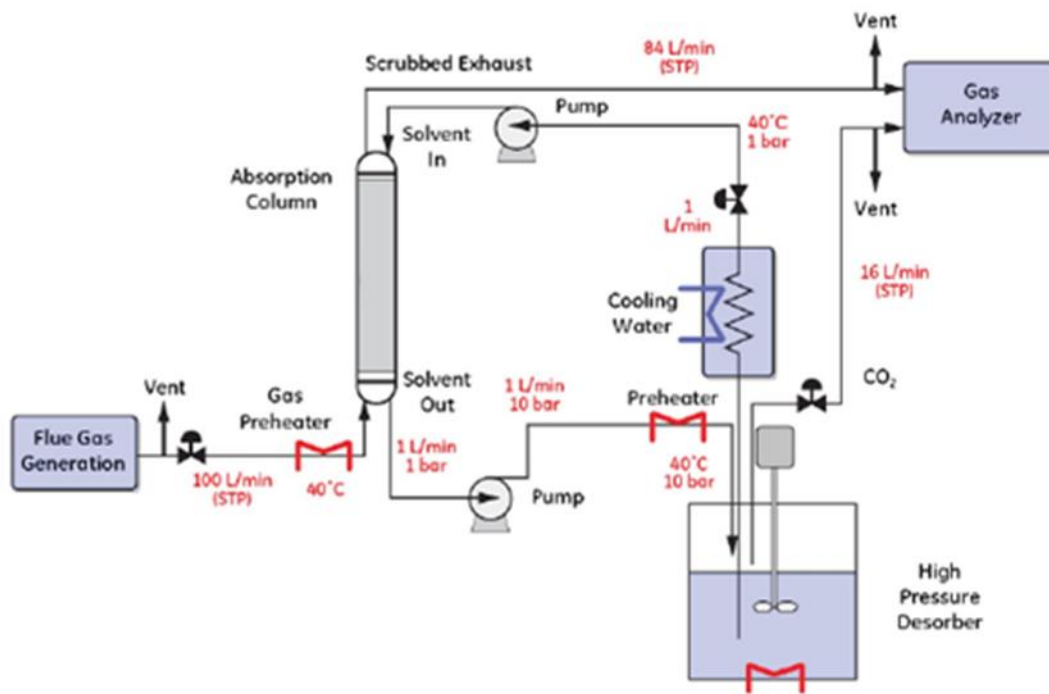 84 L/min
(STP)
Vent
Scrubbed Exhaust
Gas
Analyzer
Pump
40°C
1 bar
Solvent
In
Absorption
Column
Vent
1
L/min
16 L/min
(STP)
Cooling
Water
CO₂
Solvent
Out
1 L/min
10 bar
Preheater
Vent
Gas
Preheater
Flue Gas
Generation
1 L/min
1 bar
40°C
10 bar
100 L/min
(STP)
40°C
Pump
High
Pressure
Desorber